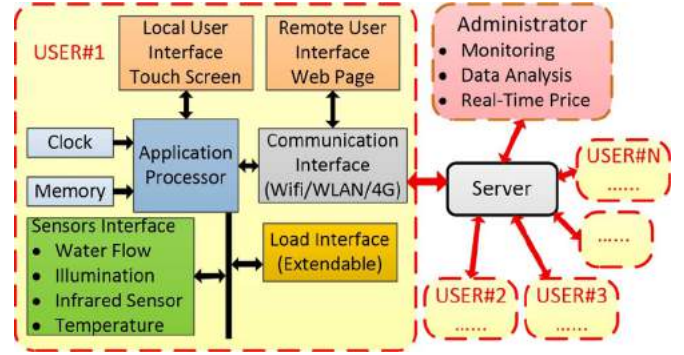 USER#1
Local User
Interface
Touch Screen
Remote User
Interface
Web Page
Administrator
• Monitoring
• Data Analysis
• Real-Time Price
Clock
Memory
Application
Processor
Communication
Interface
(Wifi/WLAN/4G)
Server
USER#N
......
......
Sensors Interface
• Water Flow
• Illumination
• Infrared Sensor
• Temperature
Load Interface
(Extendable)
USER#2
......
USER#3
......